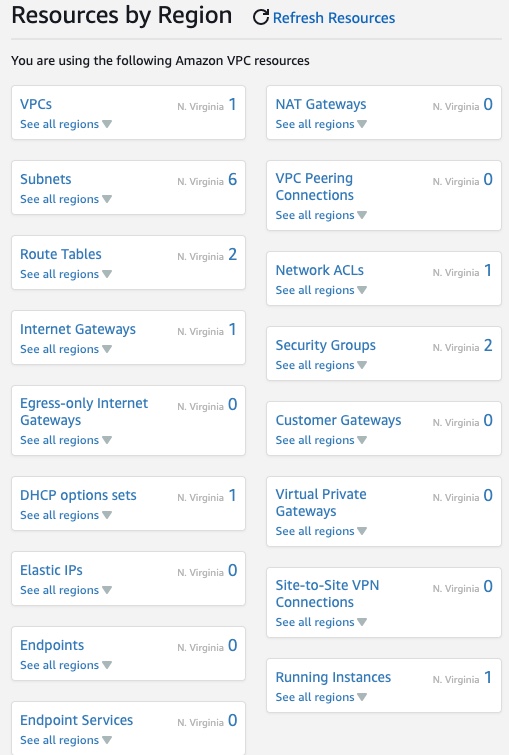 Resources by Region Refresh Resources
You are using the following Amazon VPC resources
VPCs N. Virginia 1
See all regions
Subnets N. Virginia 6
See all regions
Route Tables N. Virginia 2
See all regions
Internet Gateways N. Virginia 1
See all regions
Egress-only Internet N. Virginia 0
Gateways
See all regions
DHCP options sets N. Virginia 1
See all regions
Elastic IPs N. Virginia 0
See all regions
Endpoints N. Virginia 0
See all regions
Endpoint Services N. Virginia 0
See all regions
NAT Gateways N. Virginia 0
See all regions
VPC Peering N. Virginia 0
Connections
See all regions
Network ACLs N. Virginia 1
See all regions
Security Groups N. Virginia 2
See all regions
Customer Gateways N. Virginia 0
See all regions
Virtual Private N. Virginia 0
Gateways
See all regions
Site-to-Site VPN N. Virginia 0
Connections
See all regions
Running Instances N. Virginia 1
See all regions